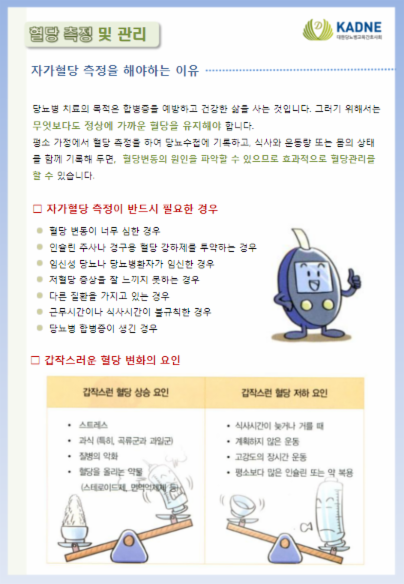 혈당 측정 및 관리
KADNE
대한당뇨병교육간호사회
자가혈당 측정을 해야하는 이유
당뇨병 치료의 목적은 합병증을 예방하고 건강한 삶을 사는 것입니다. 그러기 위해서는
무엇보다도 정상에 가까운 혈당을 유지해야 합니다.
평소 가정에서 혈당 측정을 하여 당뇨수첩에 기록하고, 식사와 운동량 또는 몸의 상태
을 함께 기록해 두면, 혈당변동의 원인을 파악할 수 있으므로 효과적으로 혈당관리를
할 수 있습니다.
□ 자가혈당 측정이 반드시 필요한 경우
혈당 변동이 너무 심한 경우
인슐린 주사나 경구용 혈당 강하제를 투약하는 경우
임신성 당뇨나 당뇨병환자가 임신한 경우
저혈당 증상을 잘 느끼지 못하는 경우
다른 질환을 가지고 있는 경우
근무시간이나 식사시간이 불규칙한 경우
당뇨병 합병증이 생긴 경우
□ 갑작스러운 혈당 변화의 요인
갑작스런 혈당 상승 요인
• 스트레스
• 과식 (특히, 곡류군과 과일군)
• 질병의 악화
• 혈당을 올리는 약물
(스테로이드제, 면역억제제 등)
갑작스런 혈당 저하 요인
• 식사시간이 늦거나 거를 때
• 계획하지 않은 운동
• 고강도의 장시간 운동
• 평소보다 많은 인슐린 또는 약 복용